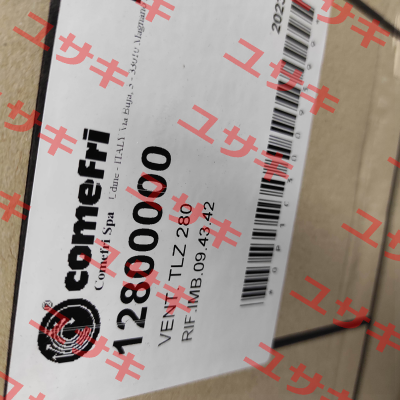 comefri
Comefri Spa Udine - ITALY Via Buja, 3 - 33010 Magnano
12800000
VENT. TLZ 280
RIF.IMB.09.43.42
2023
ユサキ
ユサキ
ユサキ
ユサキ
ユサキ
ユサキ
ユサキ